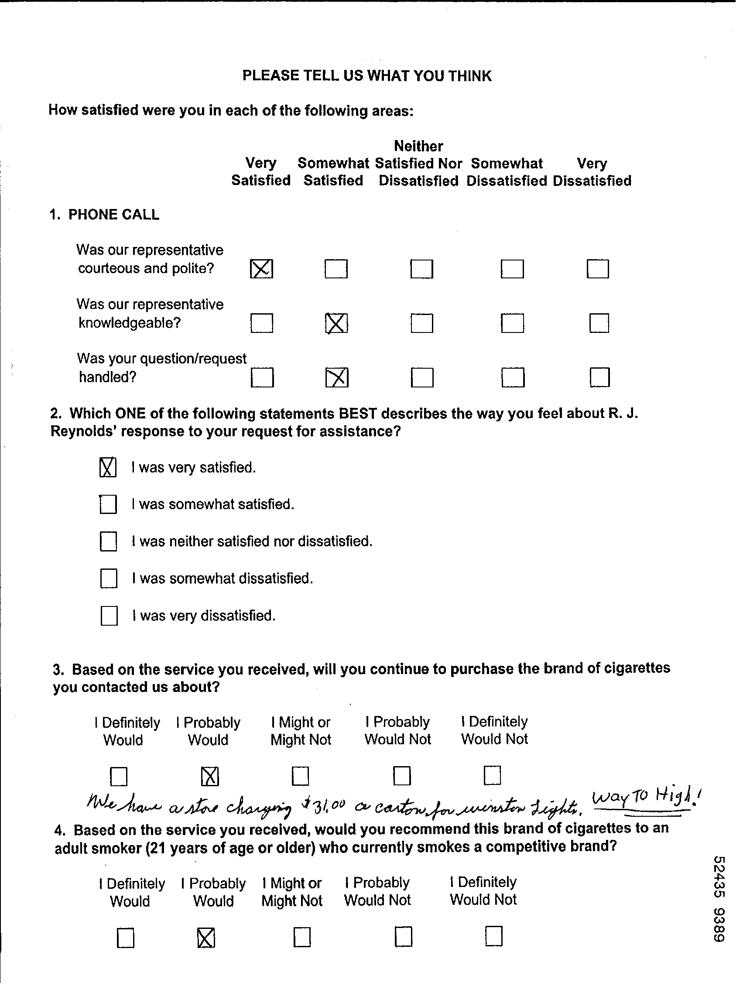 PLEASE TELL US WHAT YOU THINK
How satisfied were you in each of the following areas:
Neither
Very Somewhat Satisfied Nor Somewhat Very
Satisfied Satisfied Dissatisfied Dissatisfied Dissatisfied
1. PHONE CALL
Was our representative
courteous and polite?
Was our representative
knowledgeable?
Was your question/request
handled?
2. Which ONE of the following statements BEST describes the way you feel about R. J.
Reynolds' response to your request for assistance?
I was very satisfied.
I was somewhat satisfied.
I was neither satisfied nor dissatisfied.
I was somewhat dissatisfied.
I was very dissatisfied.
3. Based on the service you received, will you continue to purchase the brand of cigarettes
you contacted us about?
I Definitely I Probably I Might or I Probably I Definitely
Would Would Might Not Would Not Would Not
We have a store charging $31.00 a carton for winston Lights. WAY TO High!
4. Based on the service you received, would you recommend this brand of cigarettes to an
adult smoker (21 years of age or older) who currently smokes a competitive brand?
I Definitely I Probably I Might or I Probably I Definitely
Would Would Might Not Would Not Would Not
52435 9389